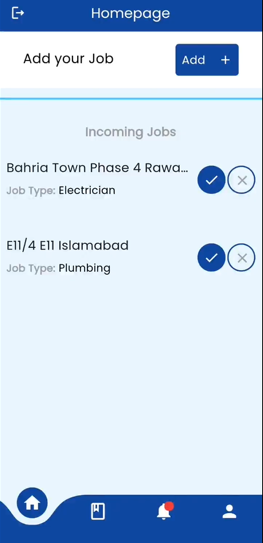 Homepage
Add your Job
Add +
Incoming Jobs
Bahria Town Phase 4 Rawa...
Job Type: Electrician
E11/4 E11 Islamabad
Job Type: Plumbing